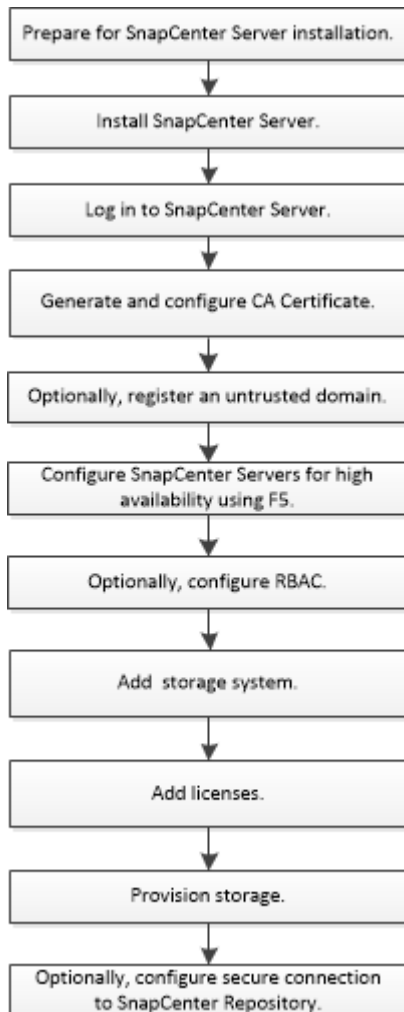 Prepare for SnapCenter Server installation.
Install SnapCenter Server.
Log in to SnapCenter Server.
Generate and configure CA Certificate.
Optionally, register an untrusted domain.
Configure SnapCenter Servers for high
availability using F5.
Optionally, configure RBAC.
Add storage system.
Add licenses.
Provision storage.
Optionally, configure secure connection
to SnapCenter Repository.